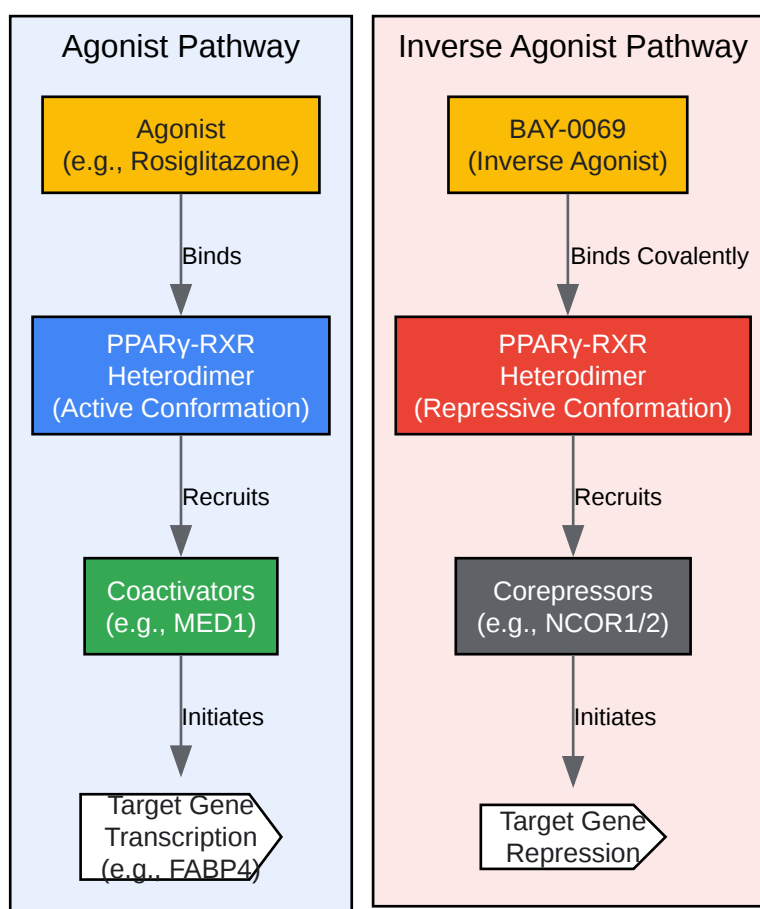 Agonist Pathway
Agonist
(e.g., Rosiglitazone)
Binds
PPARγ-RXR
Heterodimer
(Active Conformation)
Recruits
Coactivators
(e.g., MED1)
Initiates
Target Gene
Transcription
(e.g., FABP4)
Inverse Agonist Pathway
BAY-0069
(Inverse Agonist)
Binds Covalently
PPARγ-RXR
Heterodimer
(Repressive Conformation)
Recruits
Corepressors
(e.g., NCOR1/2)
Initiates
Target Gene
Repression